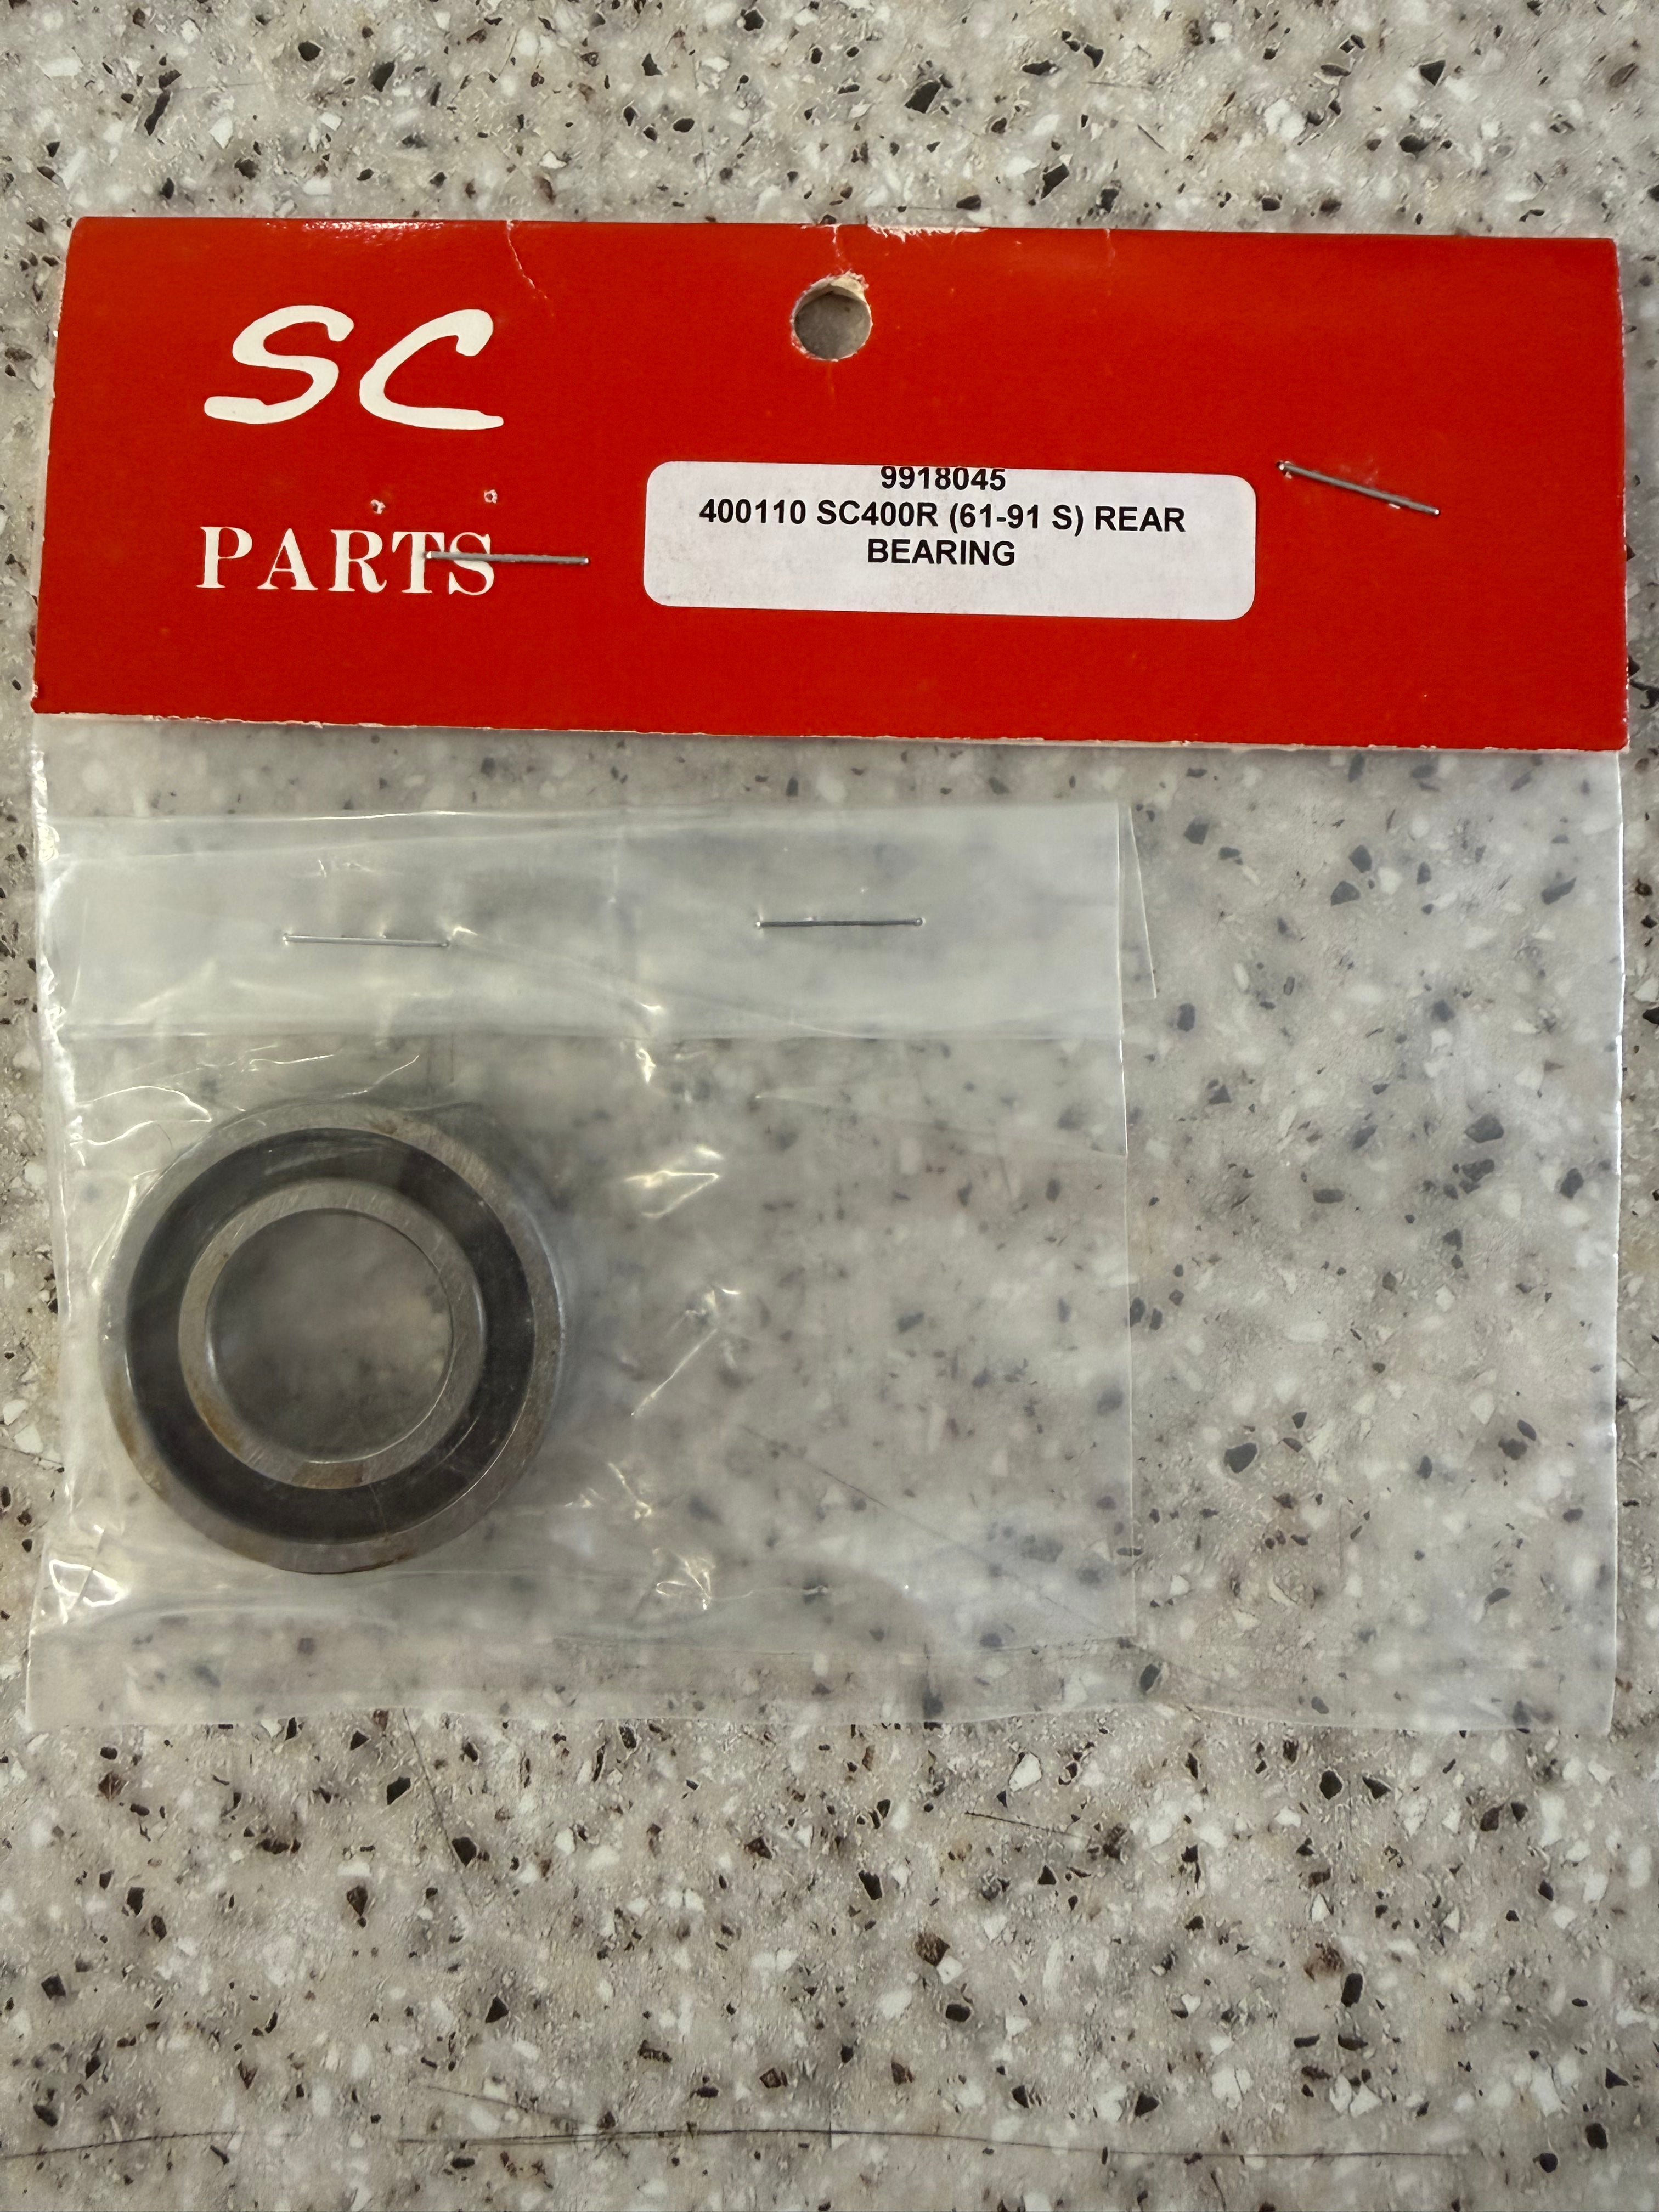 SC
PARTS
9918045
400110 SC400R (61-91 S) REAR
BEARING